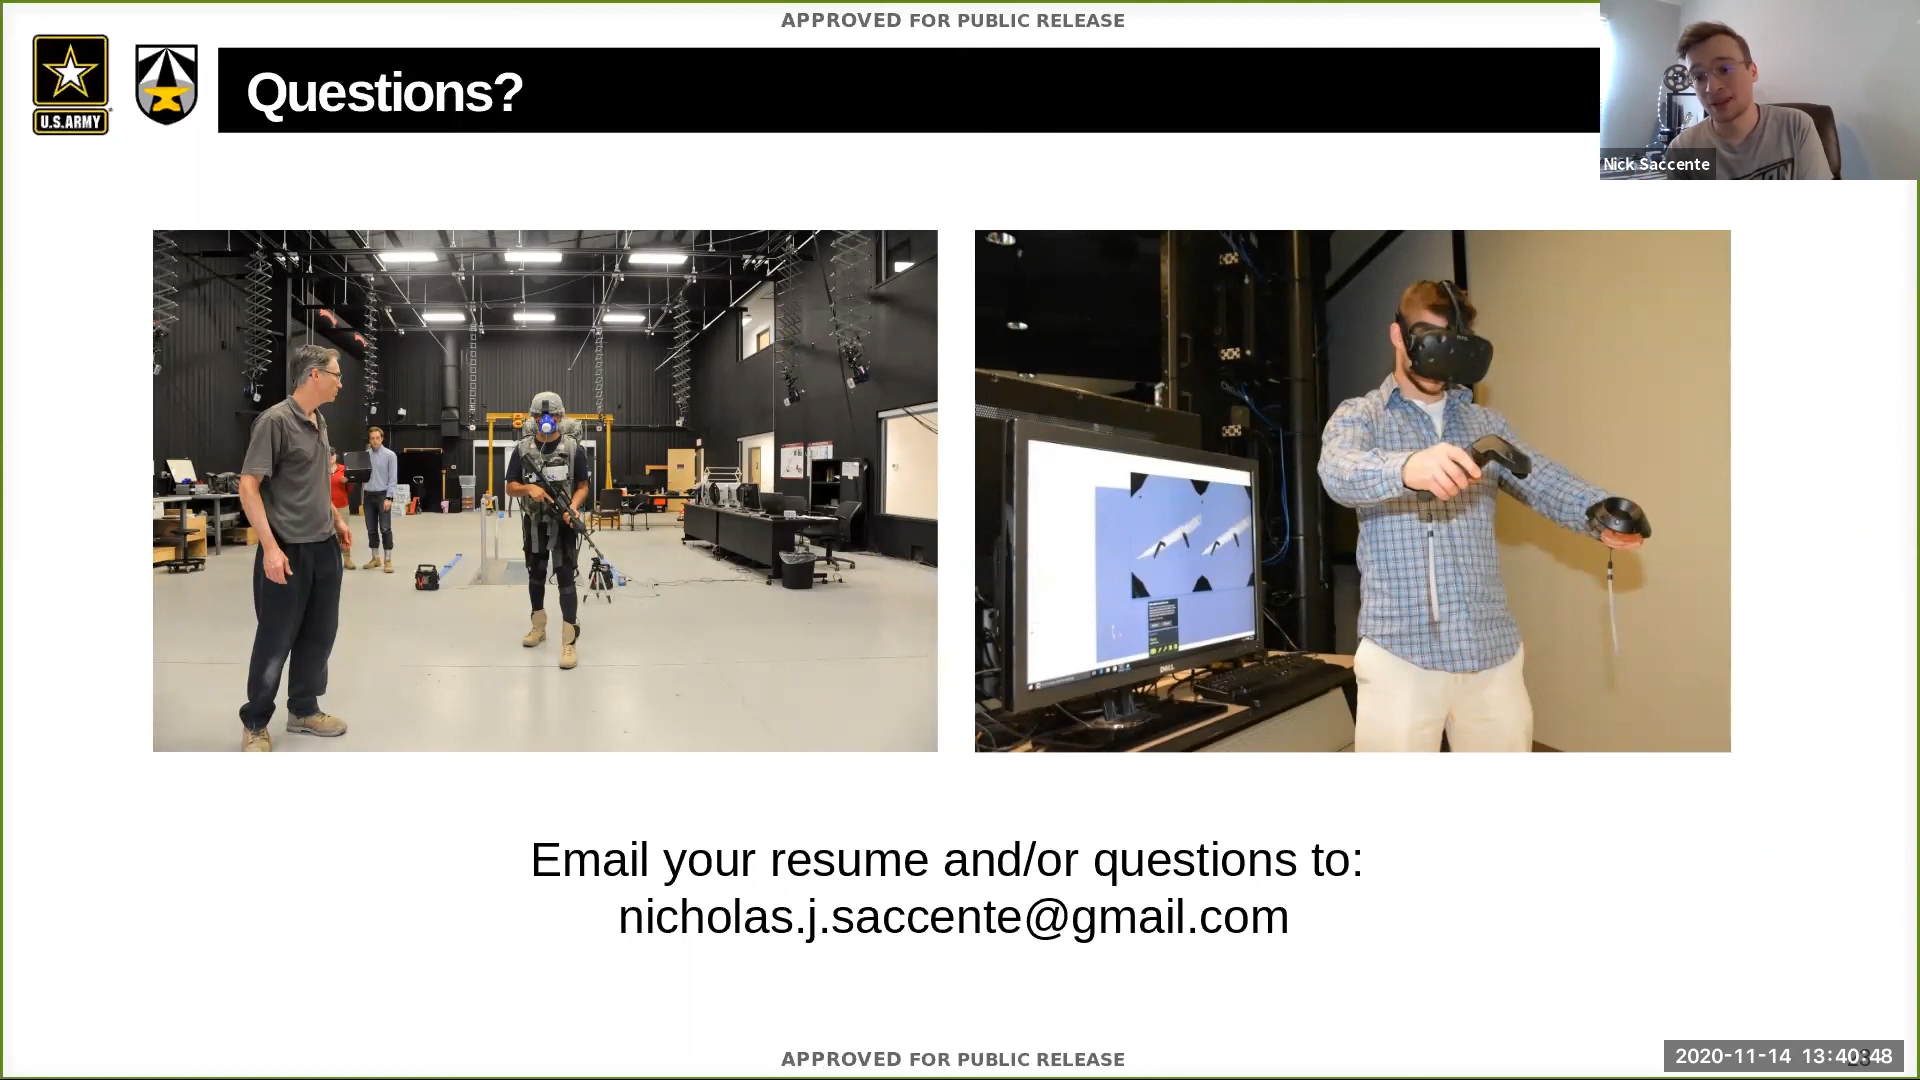 APPROVED FOR PUBLIC RELEASE
U.S.ARMY
Questions?
Nick Saccente
DELL
Email your resume and/or questions to:
nicholas.j.saccente@gmail.com
APPROVED FOR PUBLIC RELEASE
2020-11-14 13:40:48